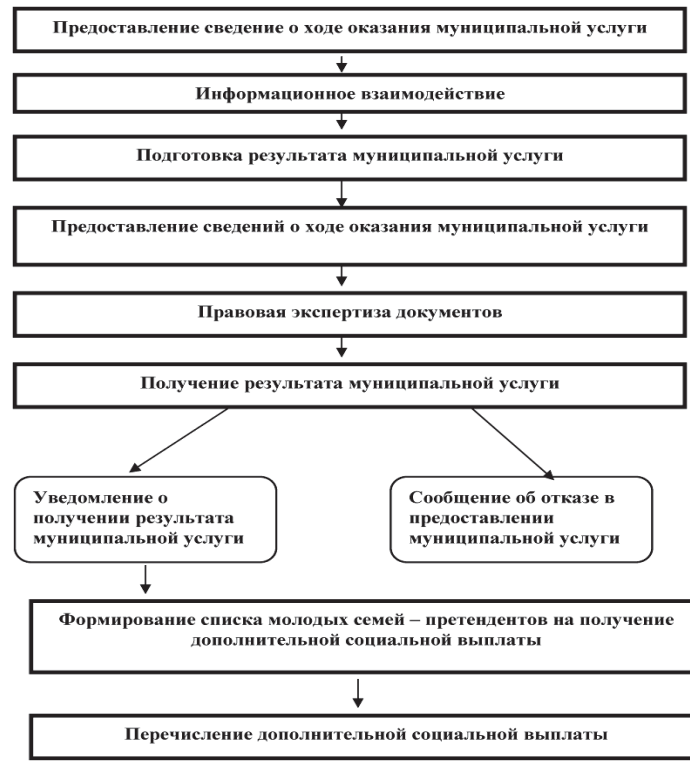 Предоставление сведение о ходе оказания муниципальной услуги
Информационное взаимодействие
Подготовка результата муниципальной услуги
Предоставление сведений о ходе оказания муниципальной услуги
Правовая экспертиза документов
Получение результата муниципальной услуги
Уведомление о
получении результата
муниципальной услуги
Сообщение об отказе в
предоставлении
муниципальной услуги
Формирование списка молодых семей – претендентов на получение
дополнительной социальной выплаты
Перечисление дополнительной социальной выплаты